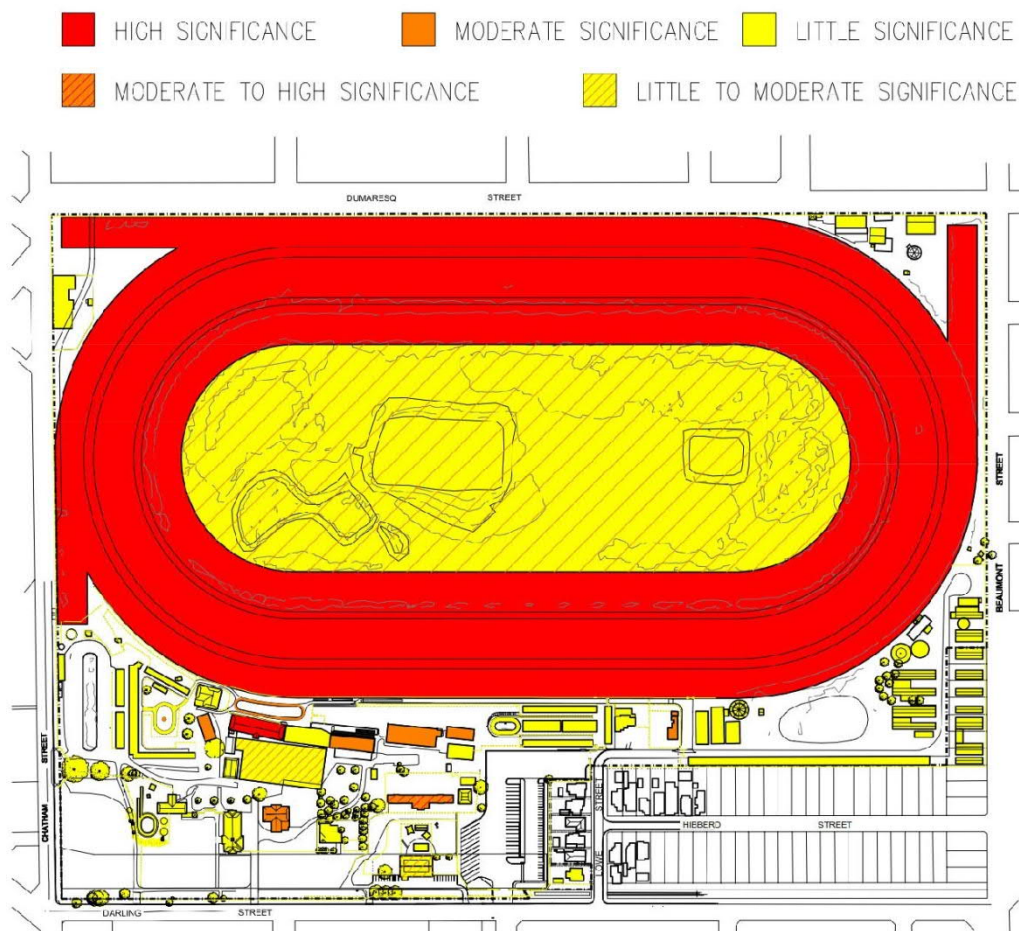 HIGH SIGNIFICANCE
MODERATE SIGNIFICANCE
LITTLE SIGNIFICANCE
MODERATE TO HIGH SIGNIFICANCE
LITTLE TO MODERATE SIGNIFICANCE
DUMARESQ STREET
BEAUMONT STREET
CHATHAM STREET
LOWE STREET
HIBBERD STREET
DARLING STREET